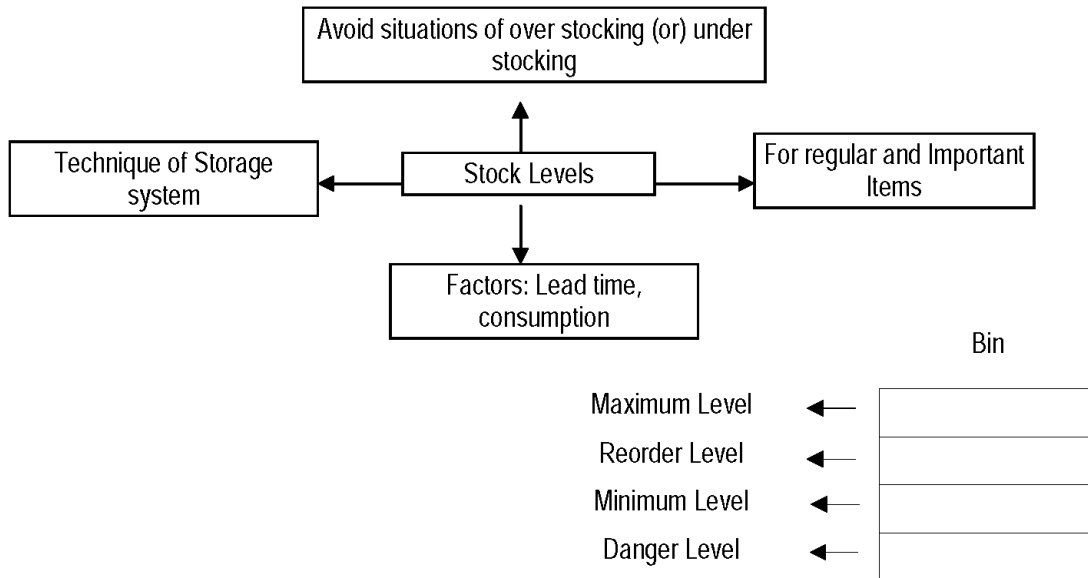 Avoid situations of over stocking (or) under
stocking
Technique of Storage
system
Stock Levels
For regular and Important
Items
Factors: Lead time,
consumption
Bin
Maximum Level
Reorder Level
Minimum Level
Danger Level